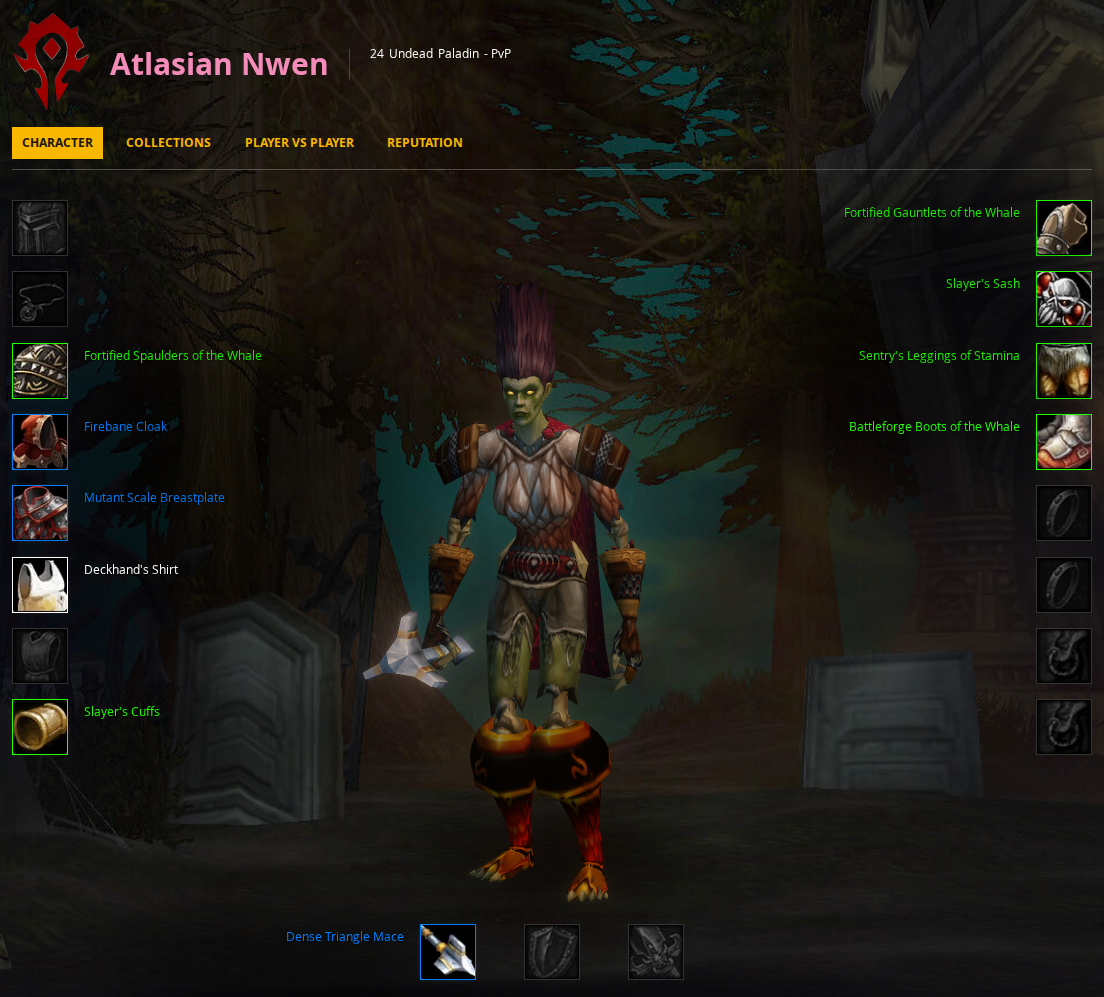 Atlasian Nwen
24 Undead Paladin - PvP
CHARACTER
COLLECTIONS
PLAYER VS PLAYER
REPUTATION
Fortified Spaulders of the Whale
Firebane Cloak
Mutant Scale Breastplate
Deckhand's Shirt
Slayer's Cuffs
Fortified Gauntlets of the Whale
Slayer's Sash
Sentry's Leggings of Stamina
Battleforge Boots of the Whale
Dense Triangle Mace